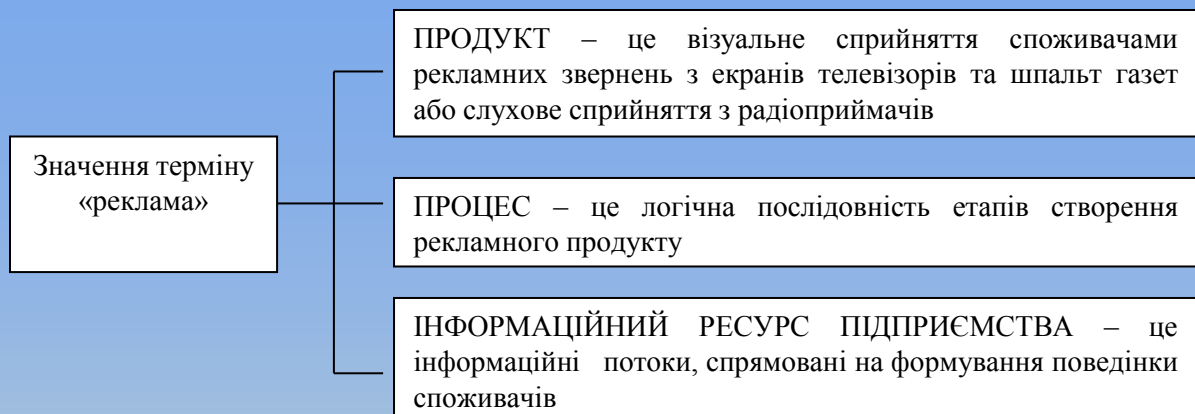 Значення терміну
«реклама»
ПРОДУКТ – це візуальне сприйняття споживачами
рекламних звернень з екранів телевізорів та шпальт газет
або слухове сприйняття з радіоприймачів
ПРОЦЕС – це логічна послідовність етапів створення
рекламного продукту
ІНФОРМАЦІЙНИЙ РЕСУРС ПІДПРИЄМСТВА – це
інформаційні потоки, спрямовані на формування поведінки
споживачів